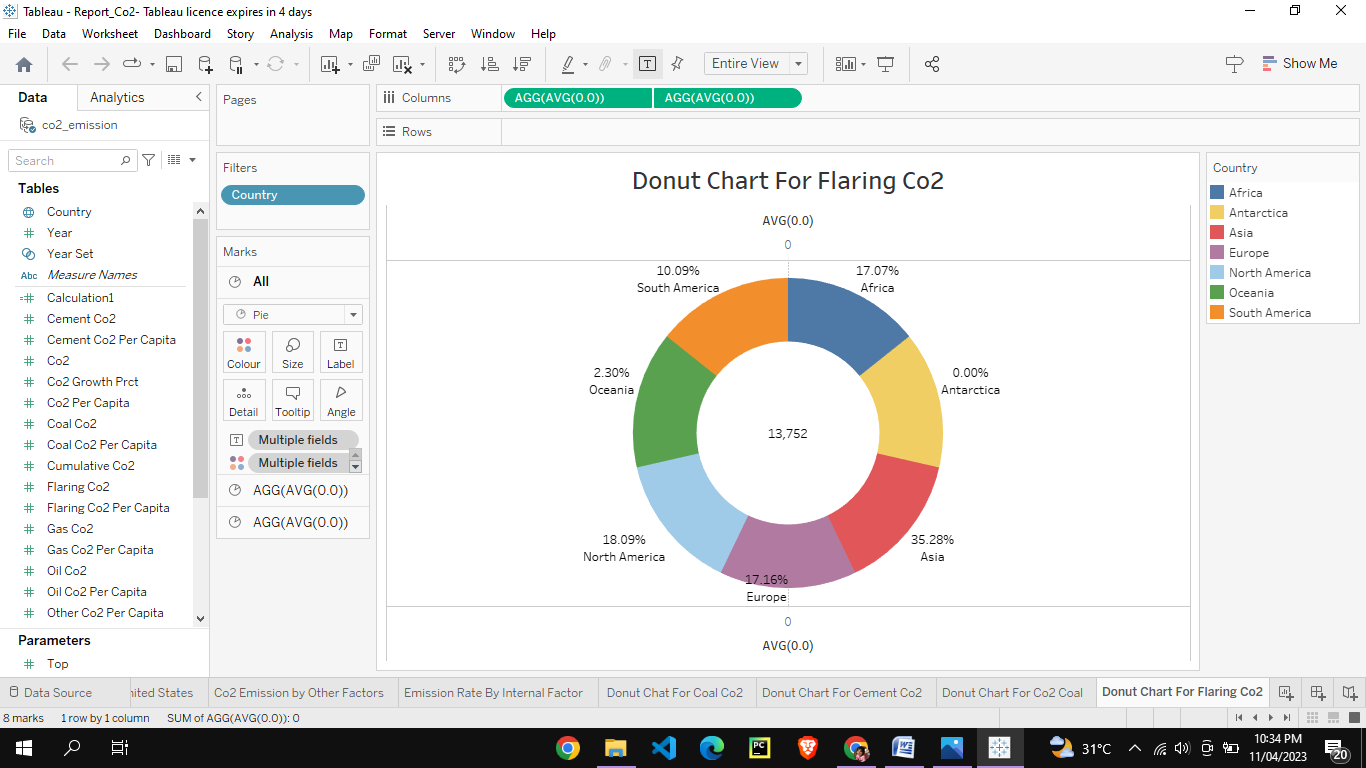 Tableau - Report_Co2- Tableau licence expires in 4 days
File Data Worksheet Dashboard Story Analysis Map Format Server Window Help
Entire View
Show Me
Data Analytics
co2_emission
Search
Tables
Country
Year
Year Set
Abc Measure Names
Calculation1
Cement Co2
Cement Co2 Per Capita
Co2
Co2 Growth Prct
Co2 Per Capita
Coal Co2
Coal Co2 Per Capita
Cumulative Co2
Flaring Co2
Flaring Co2 Per Capita
Gas Co2
Gas Co2 Per Capita
Oil Co2
Oil Co2 Per Capita
Other Co2 Per Capita
Parameters
Top
Pages
Filters
Country
Marks
All
Pie
Colour Size Label
Detail Tooltip Angle
Multiple fields
Multiple fields
AGG(AVG(0.0))
AGG(AVG(0.0))
Columns AGG(AVG(0.0)) AGG(AVG(0.0))
Rows
Donut Chart For Flaring Co2
AVG(0.0)
0
10.09%
South America
17.07%
Africa
2.30%
Oceania
0.00%
Antarctica
13,752
18.09%
North America
35.28%
Asia
17.16%
Europe
0
AVG(0.0)
Country
Africa
Antarctica
Asia
Europe
North America
Oceania
South America
Data Source nited States Co2 Emission by Other Factors Emission Rate By Internal Factor Donut Chat For Coal Co2 Donut Chart For Cement Co2 Donut Chart For Co2 Coal Donut Chart For Flaring Co2
8 marks 1 row by 1 column SUM of AGG(AVG(0.0)): 0
PC
31°C
10:34 PM
11/04/2023
20